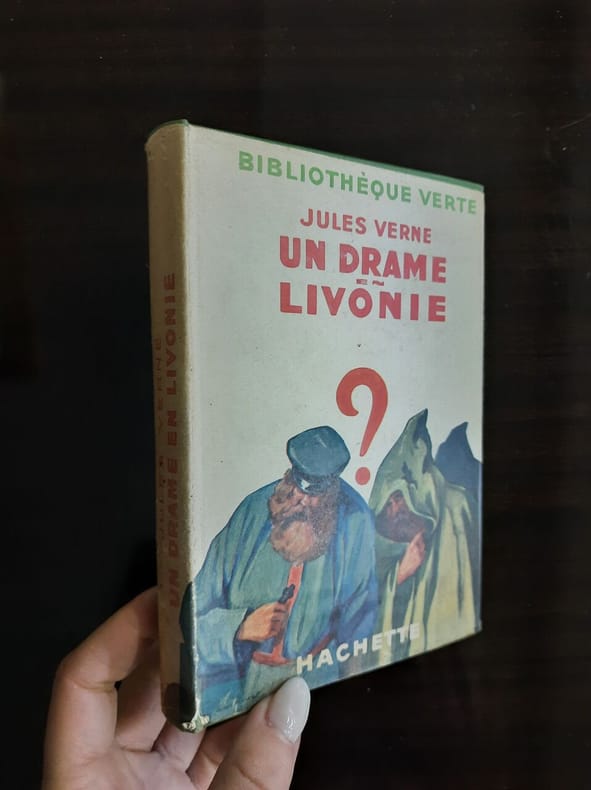 BIBLIOTHÈQUE VERTE
JULES VERNE
UN DRAME
EN
LIVONIE
?
HACHETTE
JULES VERNE
UN DRAME EN LIVONIE